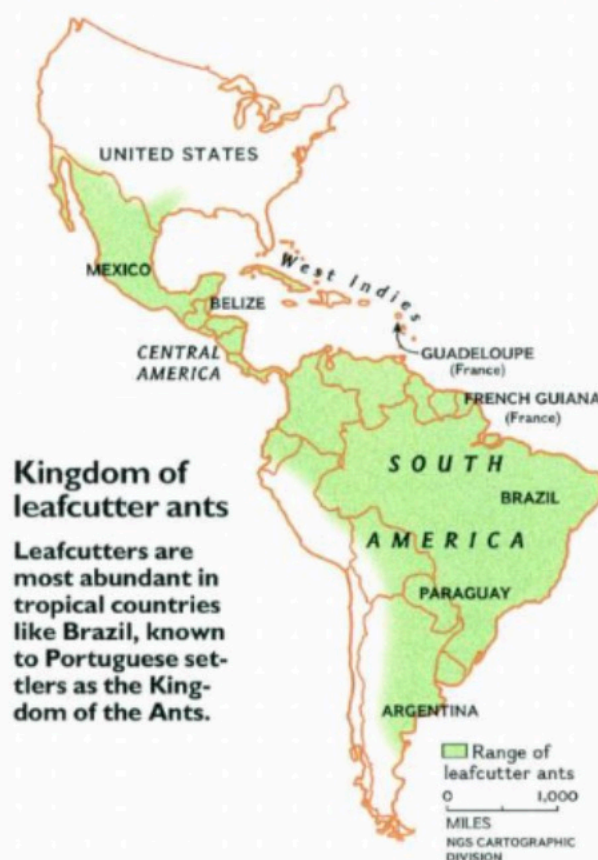 UNITED STATES
MEXICO
BELIZE
West Indies
CENTRAL
AMERICA
GUADELOUPE
(France)
FRENCH GUIANA
(France)
SOUTH
AMERICA
BRAZIL
PARAGUAY
ARGENTINA
Kingdom of
leafcutter ants
Leafcutters are
most abundant in
tropical countries
like Brazil, known
to Portuguese set-
tlers as the King-
dom of the Ants.
Range of
leafcutter ants
0 1,000
MILES
NGS CARTOGRAPHIC
DIVISION